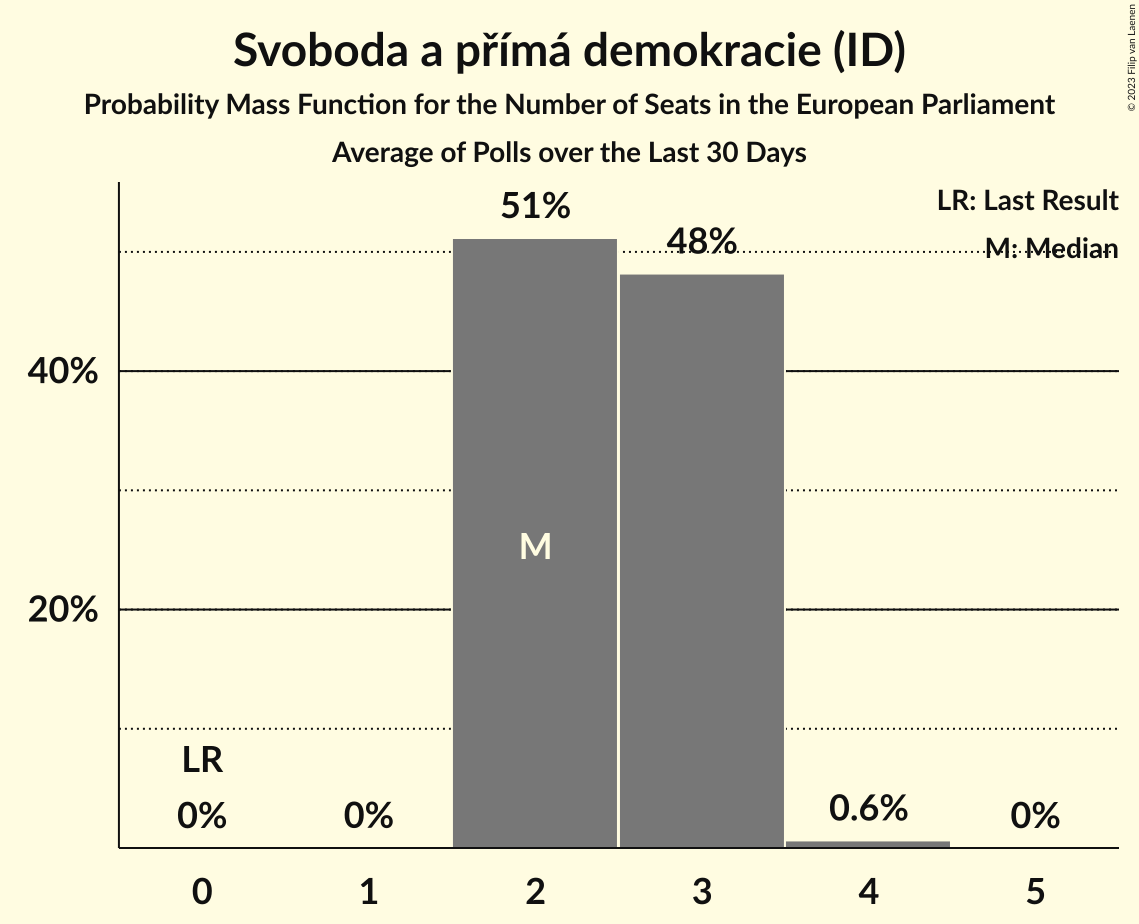 Svoboda a přímá demokracie (ID)
Probability Mass Function for the Number of Seats in the European Parliament
Average of Polls over the Last 30 Days
© 2023 Filip van Laenen
LR: Last Result
M: Median
51%
48%
40%
M
20%
LR
0%
0%
0.6%
0%
0 1 2 3 4 5